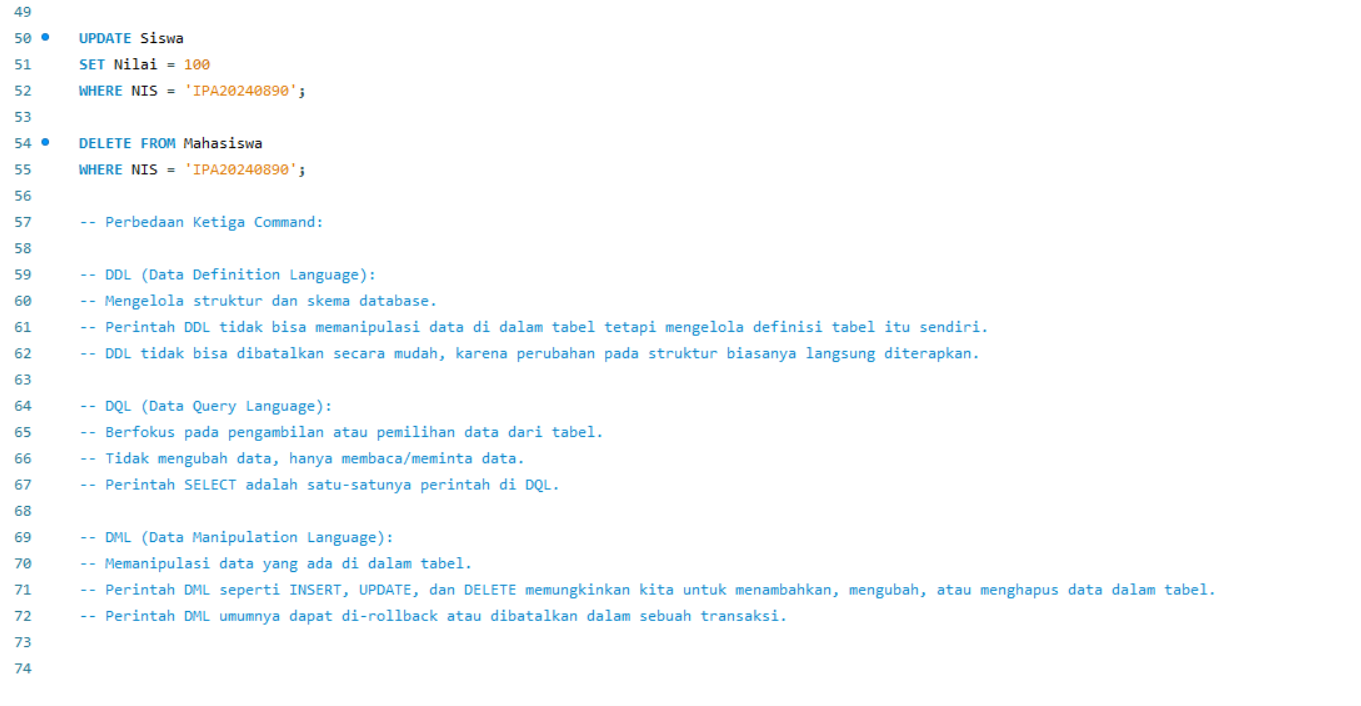 49
50 UPDATE Siswa
51 SET Nilai = 100
52 WHERE NIS = 'IPA20240890';
53
54 DELETE FROM Mahasiswa
55 WHERE NIS = 'IPA20240890';
56
57 -- Perbedaan Ketiga Command:
58
59 -- DDL (Data Definition Language):
60 -- Mengelola struktur dan skema database.
61 -- Perintah DDL tidak bisa memanipulasi data di dalam tabel tetapi mengelola definisi tabel itu sendiri.
62 -- DDL tidak bisa dibatalkan secara mudah, karena perubahan pada struktur biasanya langsung diterapkan.
63
64 -- DQL (Data Query Language):
65 -- Berfokus pada pengambilan atau pemilihan data dari tabel.
66 -- Tidak mengubah data, hanya membaca/meminta data.
67 -- Perintah SELECT adalah satu-satunya perintah di DQL.
68
69 -- DML (Data Manipulation Language):
70 -- Memanipulasi data yang ada di dalam tabel.
71 -- Perintah DML seperti INSERT, UPDATE, dan DELETE memungkinkan kita untuk menambahkan, mengubah, atau menghapus data dalam tabel.
72 -- Perintah DML umumnya dapat di-rollback atau dibatalkan dalam sebuah transaksi.
73
74